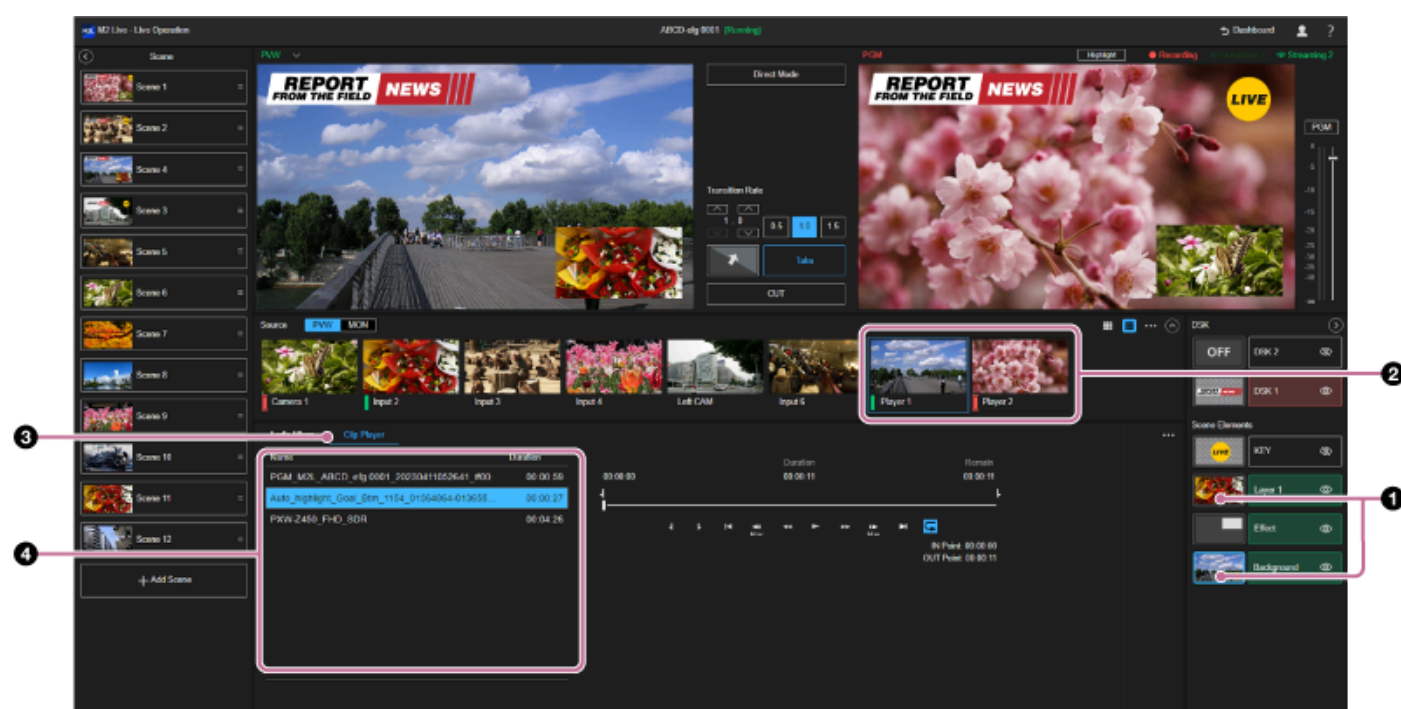 M2 Live - Live Operation
ABCD-efg 0001 (Running)
Dashboard
?
Scene
PVW
PGM
Highlight
Recording
Streaming 2
Scene 1
Scene 2
Scene 4
Scene 3
Scene 5
Scene 6
Scene 7
Scene 8
Scene 9
Scene 10
Scene 11
Scene 12
+ Add Scene
REPORT
FROM THE FIELD
NEWS
Direct Mode
Transition Rate
1 : 0
0.5
1.0
1.5
Take
CUT
REPORT
FROM THE FIELD
NEWS
LIVE
PGM
Source
PVW
MON
Camera 1
Input 2
Input 3
Input 4
Left CAM
Input 6
Player 1
Player 2
DSK
OFF
DSK 2
DSK 1
Scene Elements
LIVE
KEY
Layer 1
Effect
Background
Clip Player
Name
Duration
PGM_M2L_ABCD_efg 0001_20230411052641_#00
00:00:59
00:00:27
PXW-Z450_FHD_SDR
00:04:26
Duration
Remain
00:00:00
00:00:11
00:00:11
IN Point 00:00:00
OUT Point 00:00:11
1
2
3
4